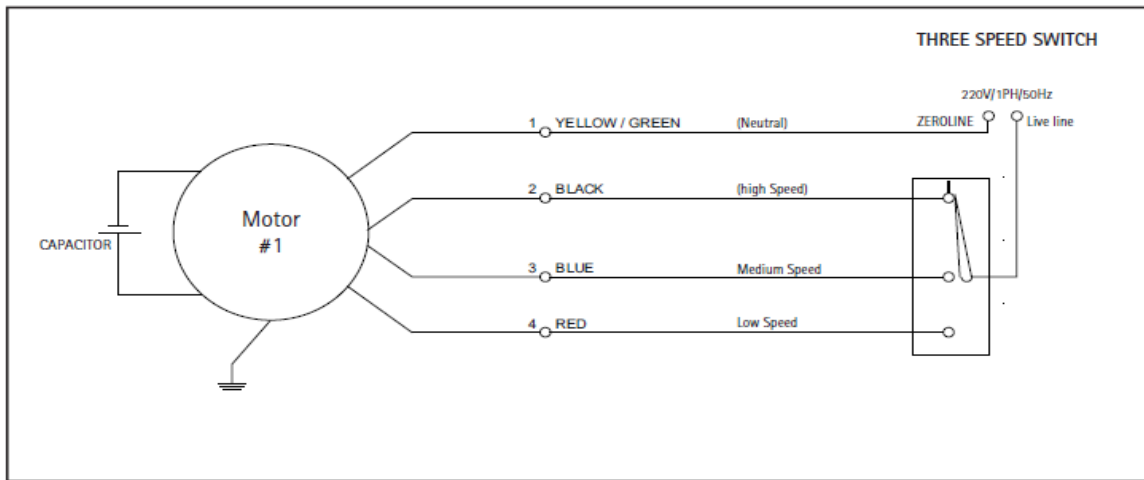 THREE SPEED SWITCH
220V/1PH/50Hz
1 YELLOW / GREEN (Neutral) ZEROLINE Live line
2 BLACK (high Speed)
Motor
#1
CAPACITOR
3 BLUE Medium Speed
4 RED Low Speed